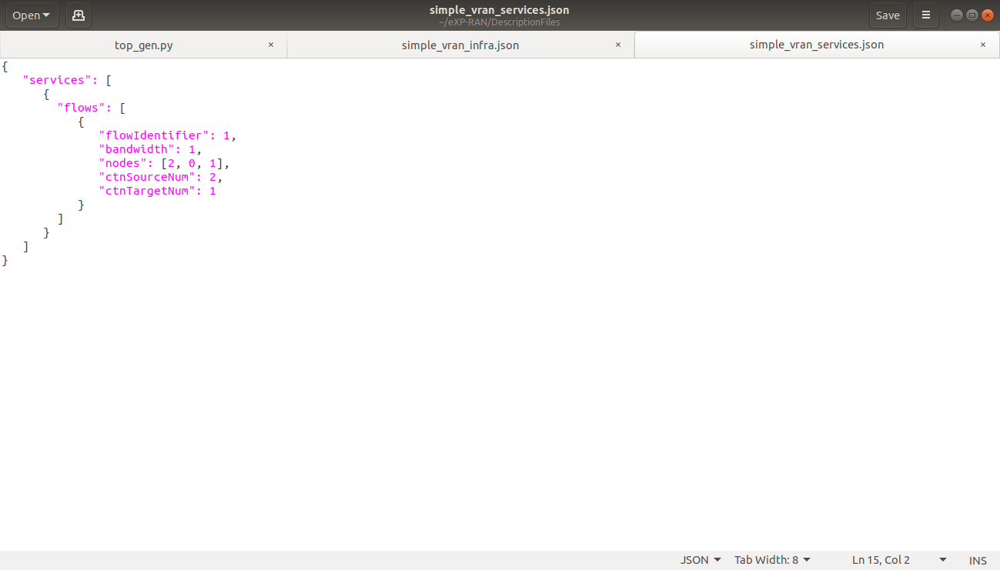 Open
simple_vran_services.json
~/eXP-RAN/DescriptionFiles
Save
top_gen.py
simple_vran_infra.json
simple_vran_services.json
{
   "services": [
      {
        "flows": [
           {
              "flowIdentifier": 1,
              "bandwidth": 1,
              "nodes": [2, 0, 1],
              "ctnSourceNum": 2,
              "ctnTargetNum": 1
           }
        ]
      }
   ]
}
JSON
Tab Width: 8
Ln 15, Col 2
INS